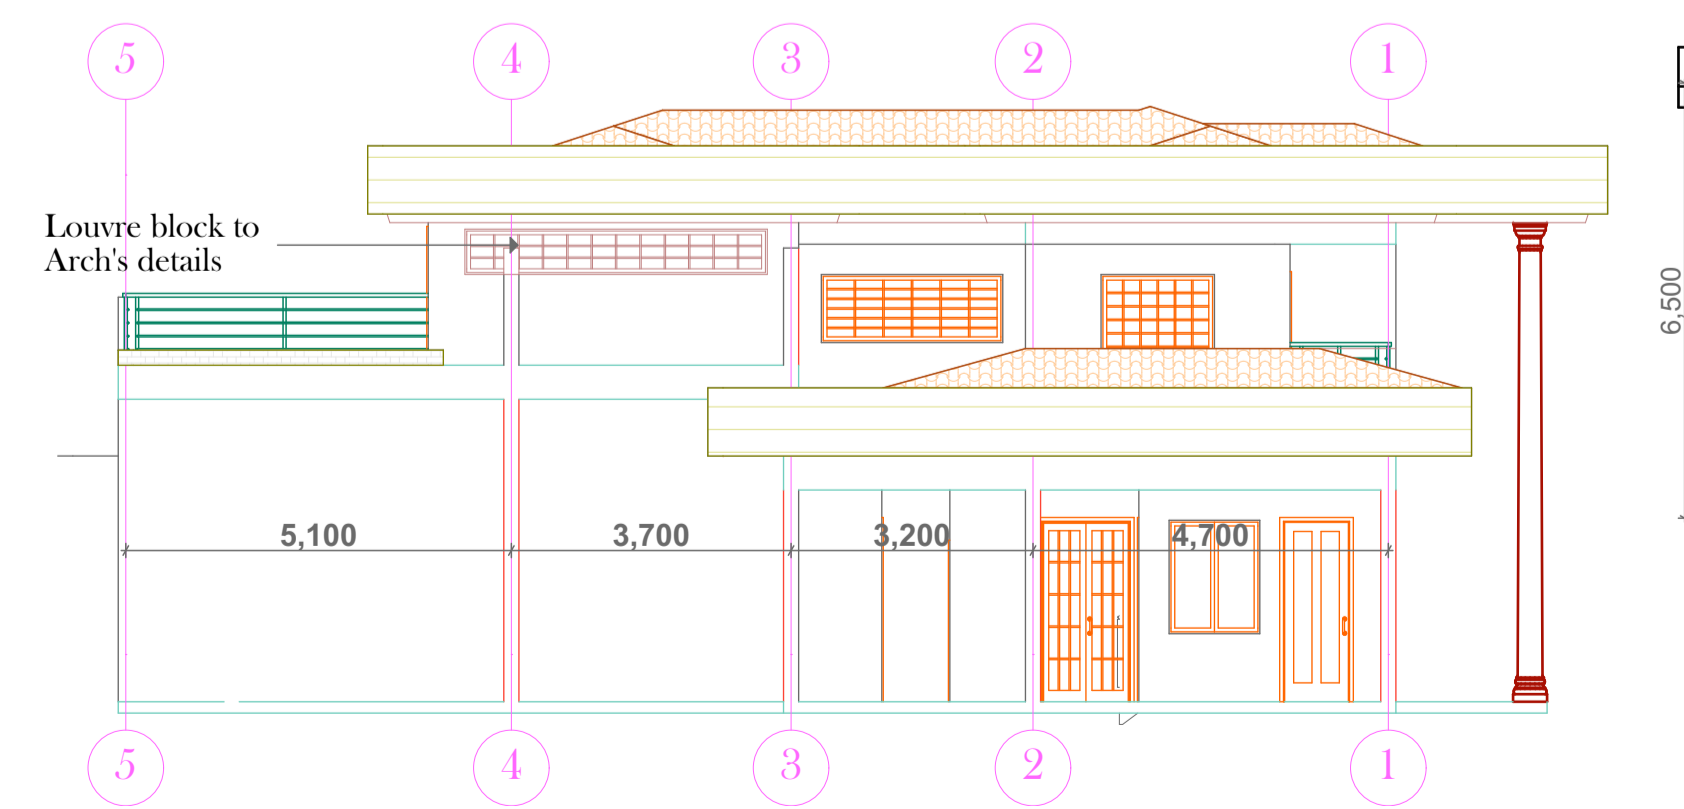 5 4 3 2 1
Louvre block to
Arch's details
6,500
5,100 3,700 3,200 4,700
5 4 3 2 1